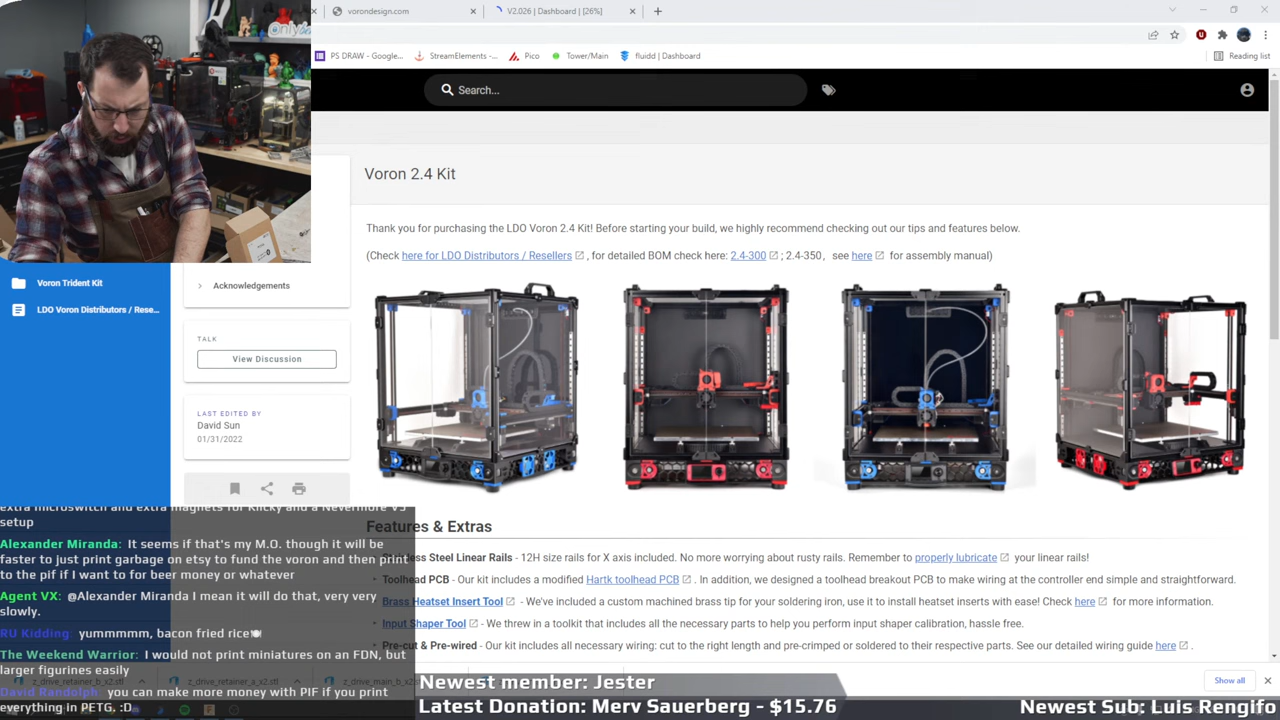 vorondesign.com
V2.026 | Dashboard | [26%]
PS DRAW - Google...
StreamElements -...
Pico
Tower/Main
fluidd | Dashboard
Reading list
Search...
Voron 2.4 Kit
Thank you for purchasing the LDO Voron 2.4 Kit! Before starting your build, we highly recommend checking out our tips and features below.
(Check here for LDO Distributors / Resellers , for detailed BOM check here: 2.4-300 ; 2.4-350, see here for assembly manual)
Voron Trident Kit
LDO Voron Distributors / Rese...
Acknowledgements
TALK
View Discussion
LAST EDITED BY
David Sun
01/31/2022
Features & Extras
Stainless Steel Linear Rails - 12H size rails for X axis included. No more worrying about rusty rails. Remember to properly lubricate your linear rails!
Toolhead PCB - Our kit includes a modified Hartk toolhead PCB . In addition, we designed a toolhead breakout PCB to make wiring at the controller end simple and straightforward.
Brass Heatset Insert Tool - We've included a custom machined brass tip for your soldering iron, use it to install heatset inserts with ease! Check here for more information.
Input Shaper Tool - We threw in a toolkit that includes all the necessary parts to help you perform input shaper calibration, hassle free.
Pre-cut & Pre-wired - Our kit includes all necessary wiring: cut to the right length and pre-crimped or soldered to their respective parts. See our detailed wiring guide here .
extra microswitch and extra magnets for Klicky and a Nevermore V5
setup
Alexander Miranda: It seems if that's my M.O. though it will be
faster to just print garbage on etsy to fund the voron and then print
to the pif if I want to for beer money or whatever
Agent VX: @Alexander Miranda I mean it will do that, very very
slowly.
RU Kidding: yummmmm, bacon fried rice
The Weekend Warrior: I would not print miniatures on an FDN, but
larger figurines easily
David Randolph: you can make more money with PIF if you print
everything in PETG. :D
z_drive_retainer_b_x2.stl
z_drive_retainer_a_x2.stl
z_drive_main_b_x2.stl
Show all
Newest member: Jester
Latest Donation: Merv Sauerberg - $15.76
Newest Sub: Luis Rengifo